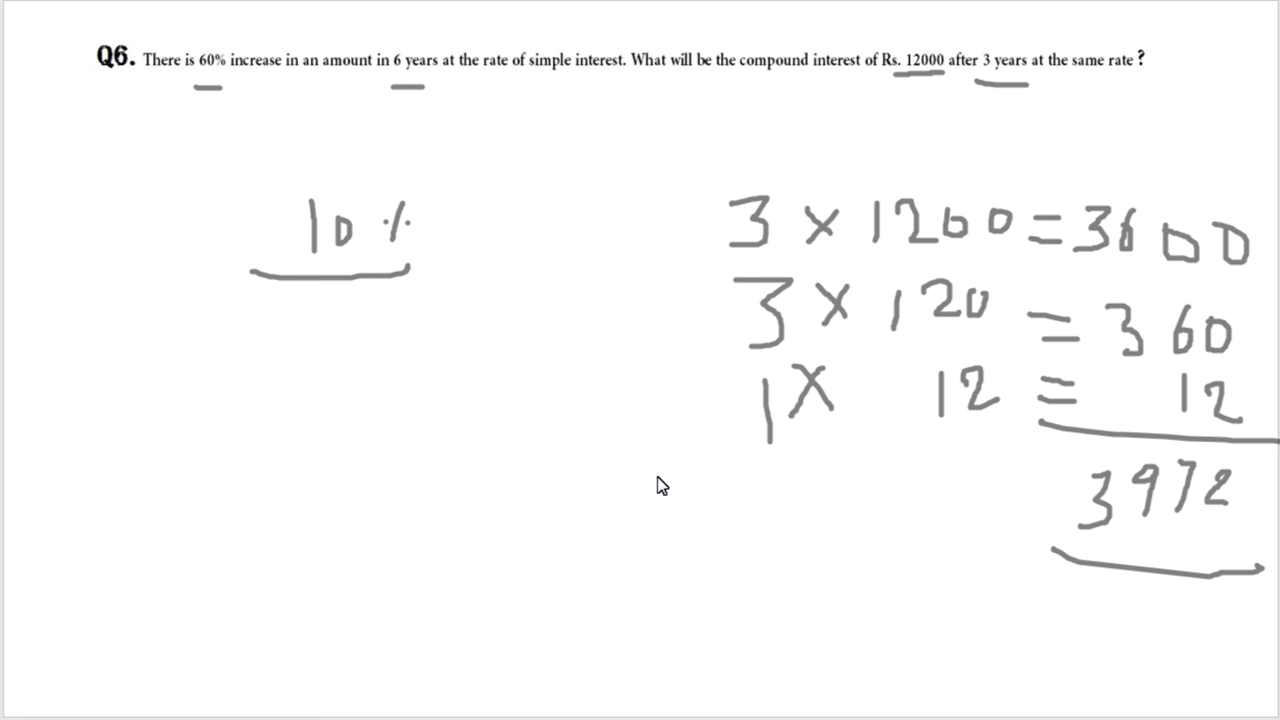 Q6. There is 60% increase in an amount in 6 years at the rate of simple interest. What will be the compound interest of Rs. 12000 after 3 years at the same rate ?
10 %
3 × 1200 = 3600
3 × 120 = 360
1 × 12 = 12
3972